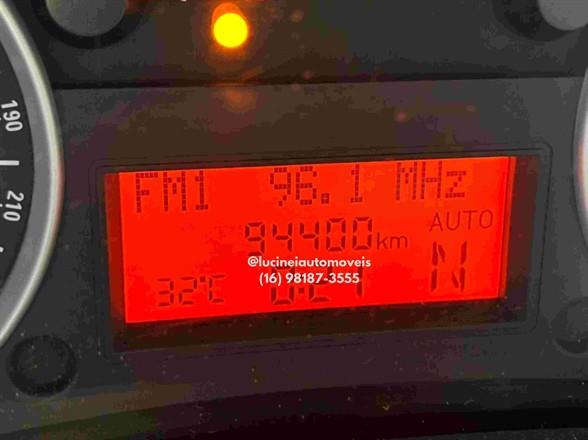 190
210
FM1 96.1 MHz
AUTO
94400km
@lucineiautomoveis
(16) 98187-3555
32°C
N